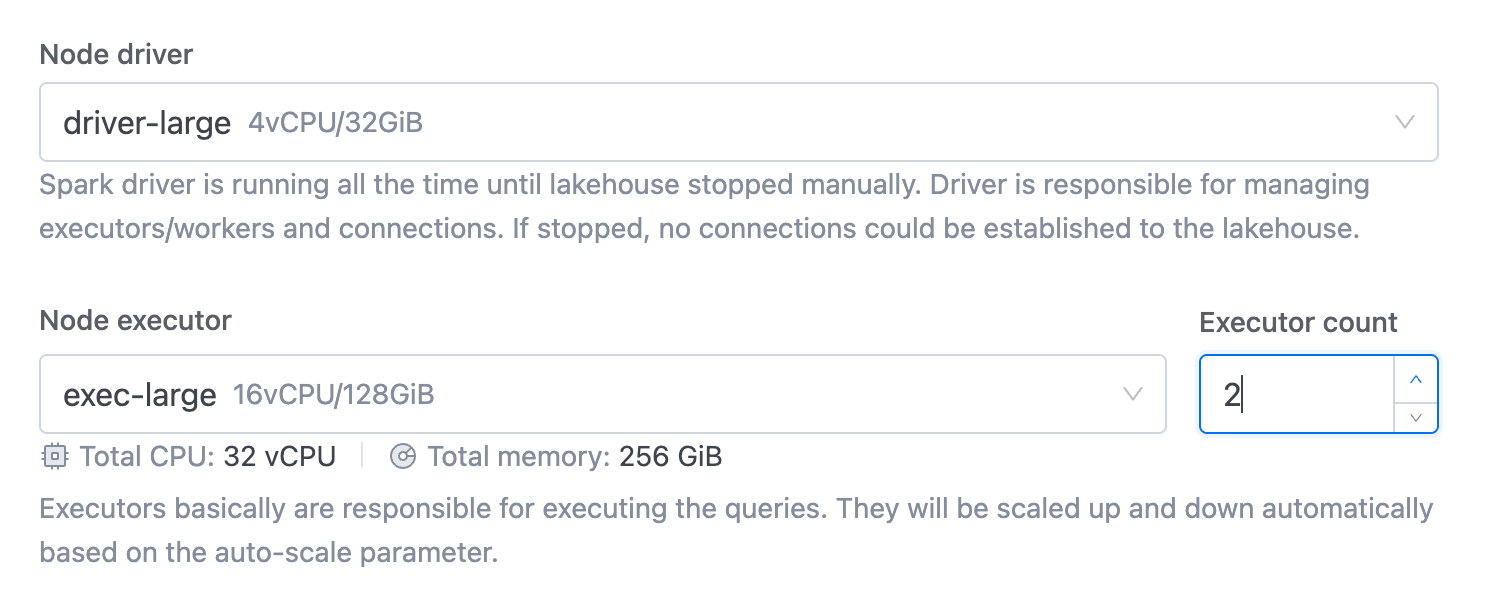 Node driver
driver-large 4vCPU/32GiB
Spark driver is running all the time until lakehouse stopped manually. Driver is responsible for managing
executors/workers and connections. If stopped, no connections could be established to the lakehouse.
Node executor
Executor count
exec-large 16vCPU/128GiB
2
Total CPU: 32 vCPU
Total memory: 256 GiB
Executors basically are responsible for executing the queries. They will be scaled up and down automatically
based on the auto-scale parameter.